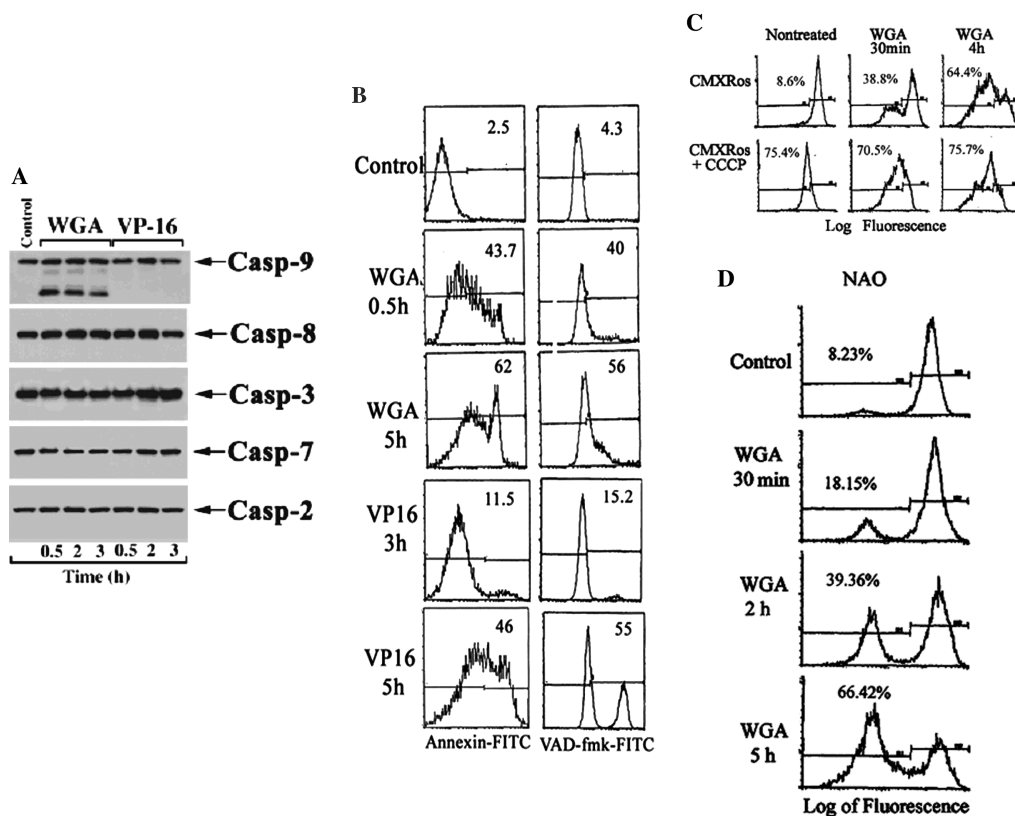 A
Control
WGA VP-16
Casp-9
Casp-8
Casp-3
Casp-7
Casp-2
0.5 2 3 0.5 2 3
Time (h)
B
Control
2.5 4.3
WGA
0.5h
43.7 40
WGA
5h
62 56
VP16
3h
11.5 15.2
VP16
5h
46 55
Annexin-FITC VAD-fmk-FITC
C
Nontreated WGA
30min WGA
4h
CMXRos
8.6% 38.8% 64.4%
CMXRos
+ CCCP
75.4% 70.5% 75.7%
Log Fluorescence
D
NAO
Control
8.23%
WGA
30 min
18.15%
WGA
2 h
39.36%
WGA
5 h
66.42%
Log of Fluorescence